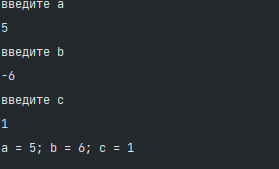 введите a
5
введите b
-6
введите c
1
a = 5; b = 6; c = 1